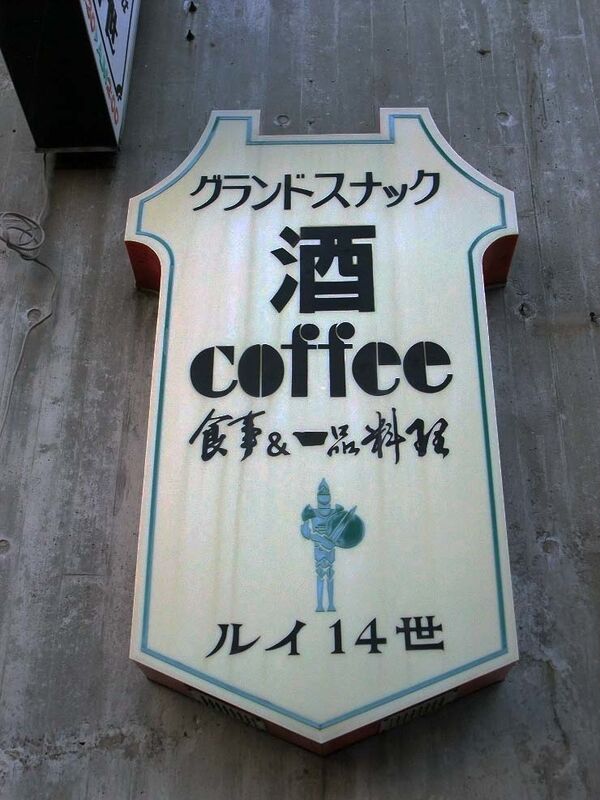 グランドスナック
酒
coffee
食事&一品料理
ルイ14世